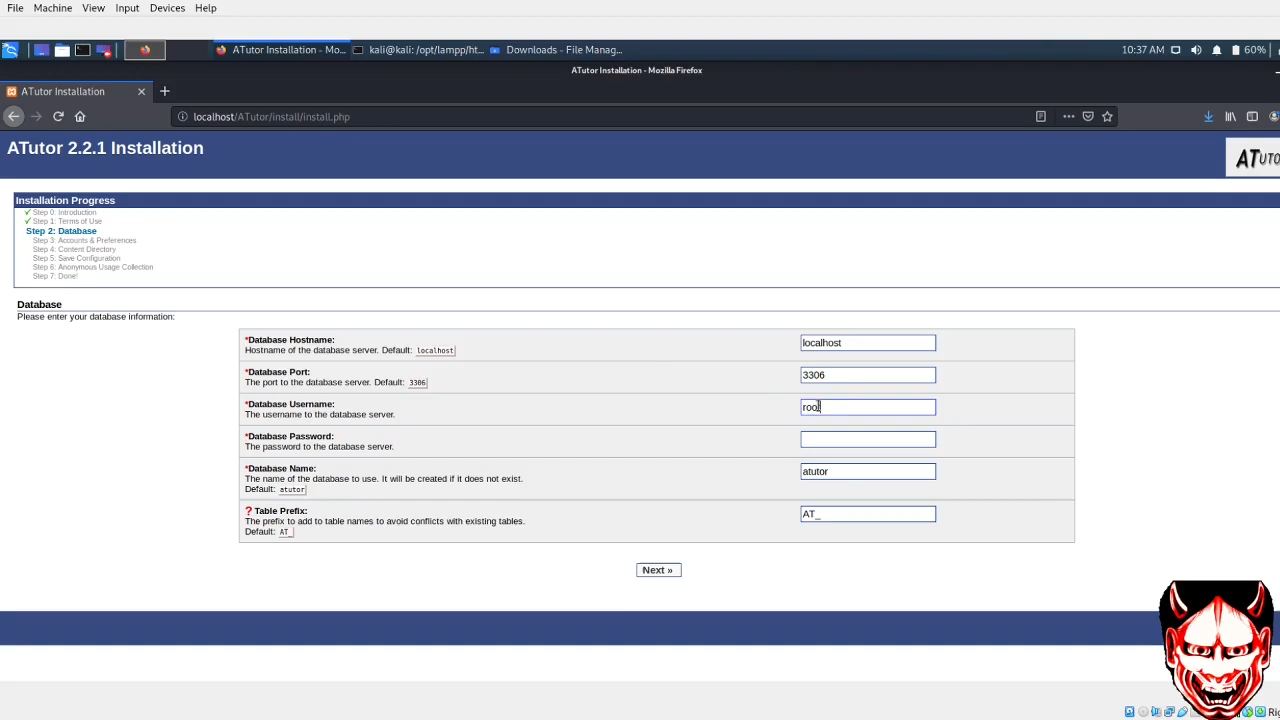 File Machine View Input Devices Help
ATutor Installation - Mo... kali@kali: /opt/lampp/ht... Downloads - File Manag... 10:37 AM 60%
ATutor Installation - Mozilla Firefox
ATutor Installation
localhost/ATutor/install/install.php
ATutor 2.2.1 Installation
ATUTO
Installation Progress
Step 0: Introduction
Step 1: Terms of Use
Step 2: Database
Step 3: Accounts & Preferences
Step 4: Content Directory
Step 5: Save Configuration
Step 6: Anonymous Usage Collection
Step 7: Done!
Database
Please enter your database information:
*Database Hostname:
Hostname of the database server. Default: localhost
localhost
*Database Port:
The port to the database server. Default: 3306
3306
*Database Username:
The username to the database server.
root
*Database Password:
The password to the database server.
*Database Name:
The name of the database to use. It will be created if it does not exist.
Default: atutor
atutor
? Table Prefix:
The prefix to add to table names to avoid conflicts with existing tables.
Default: AT_
AT_
Next »
Ri